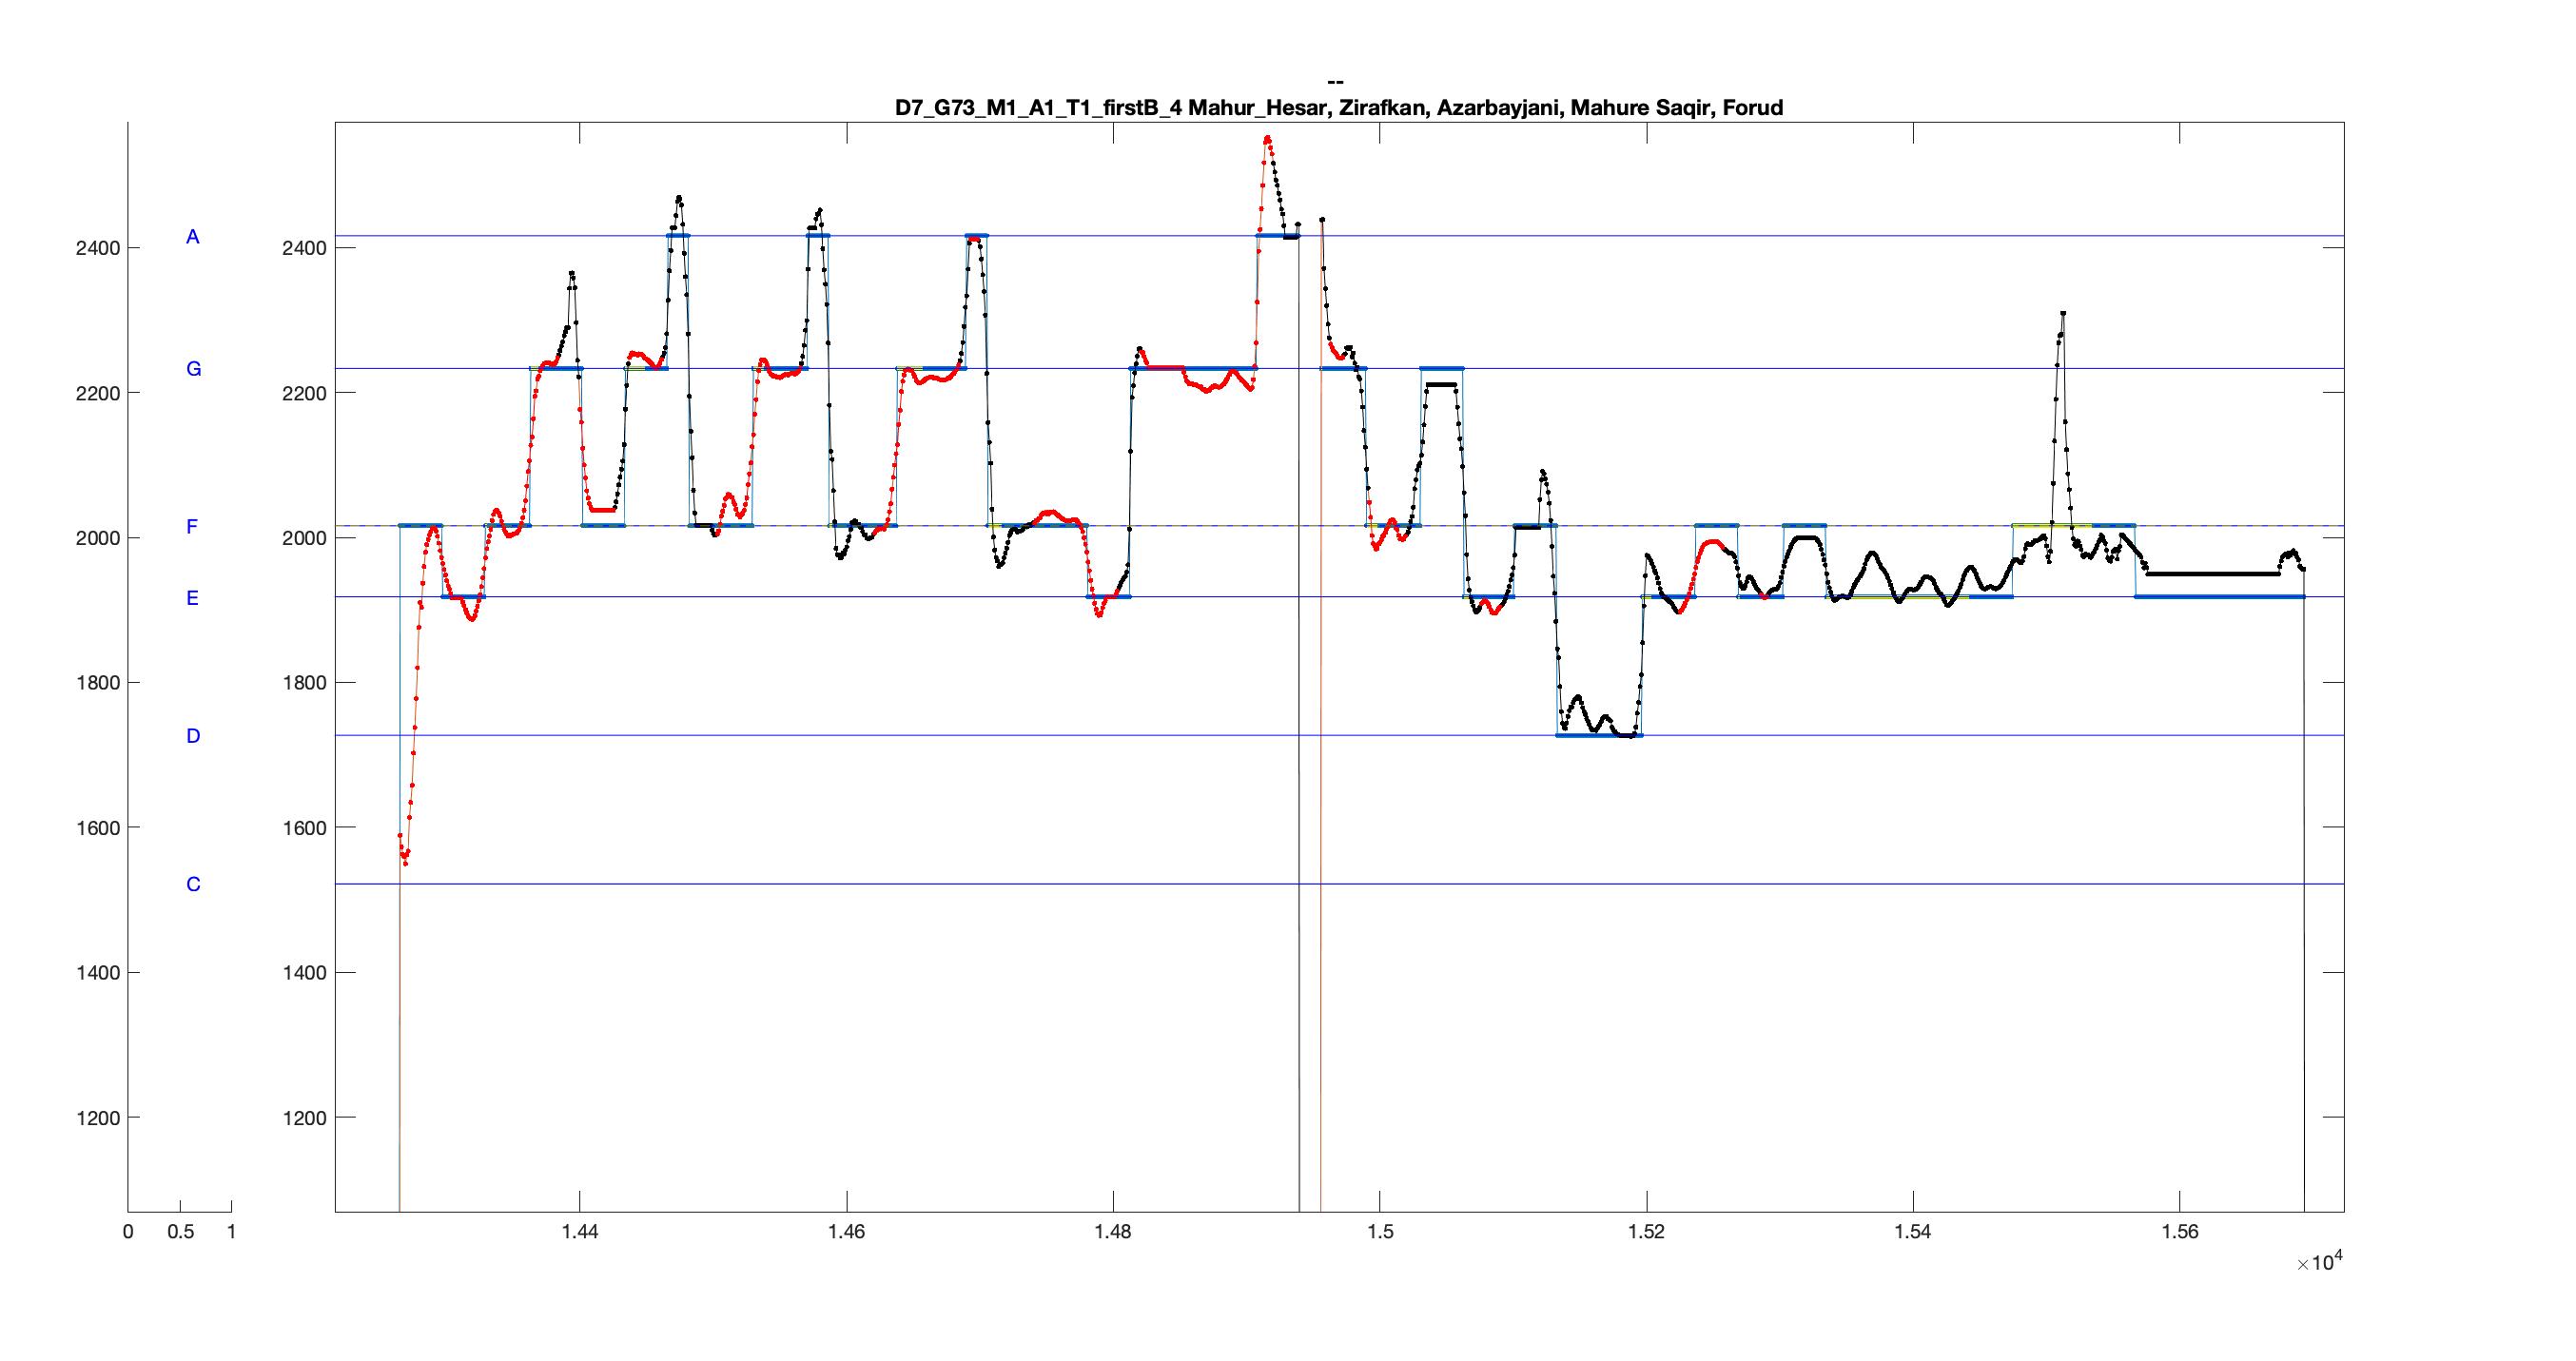 --
D7_G73_M1_A1_T1_firstB_4 Mahur_Hesar, Zirafkan, Azarbayjani, Mahure Saqir, Forud
2400 A 2400
G
2200 2200
F
2000 2000
E
1800 1800
D
C
1600 1600
1400 1400
1200 1200
0 0.5 1 1.44 1.46 1.48 1.5 1.52 1.54 1.56
×10^4